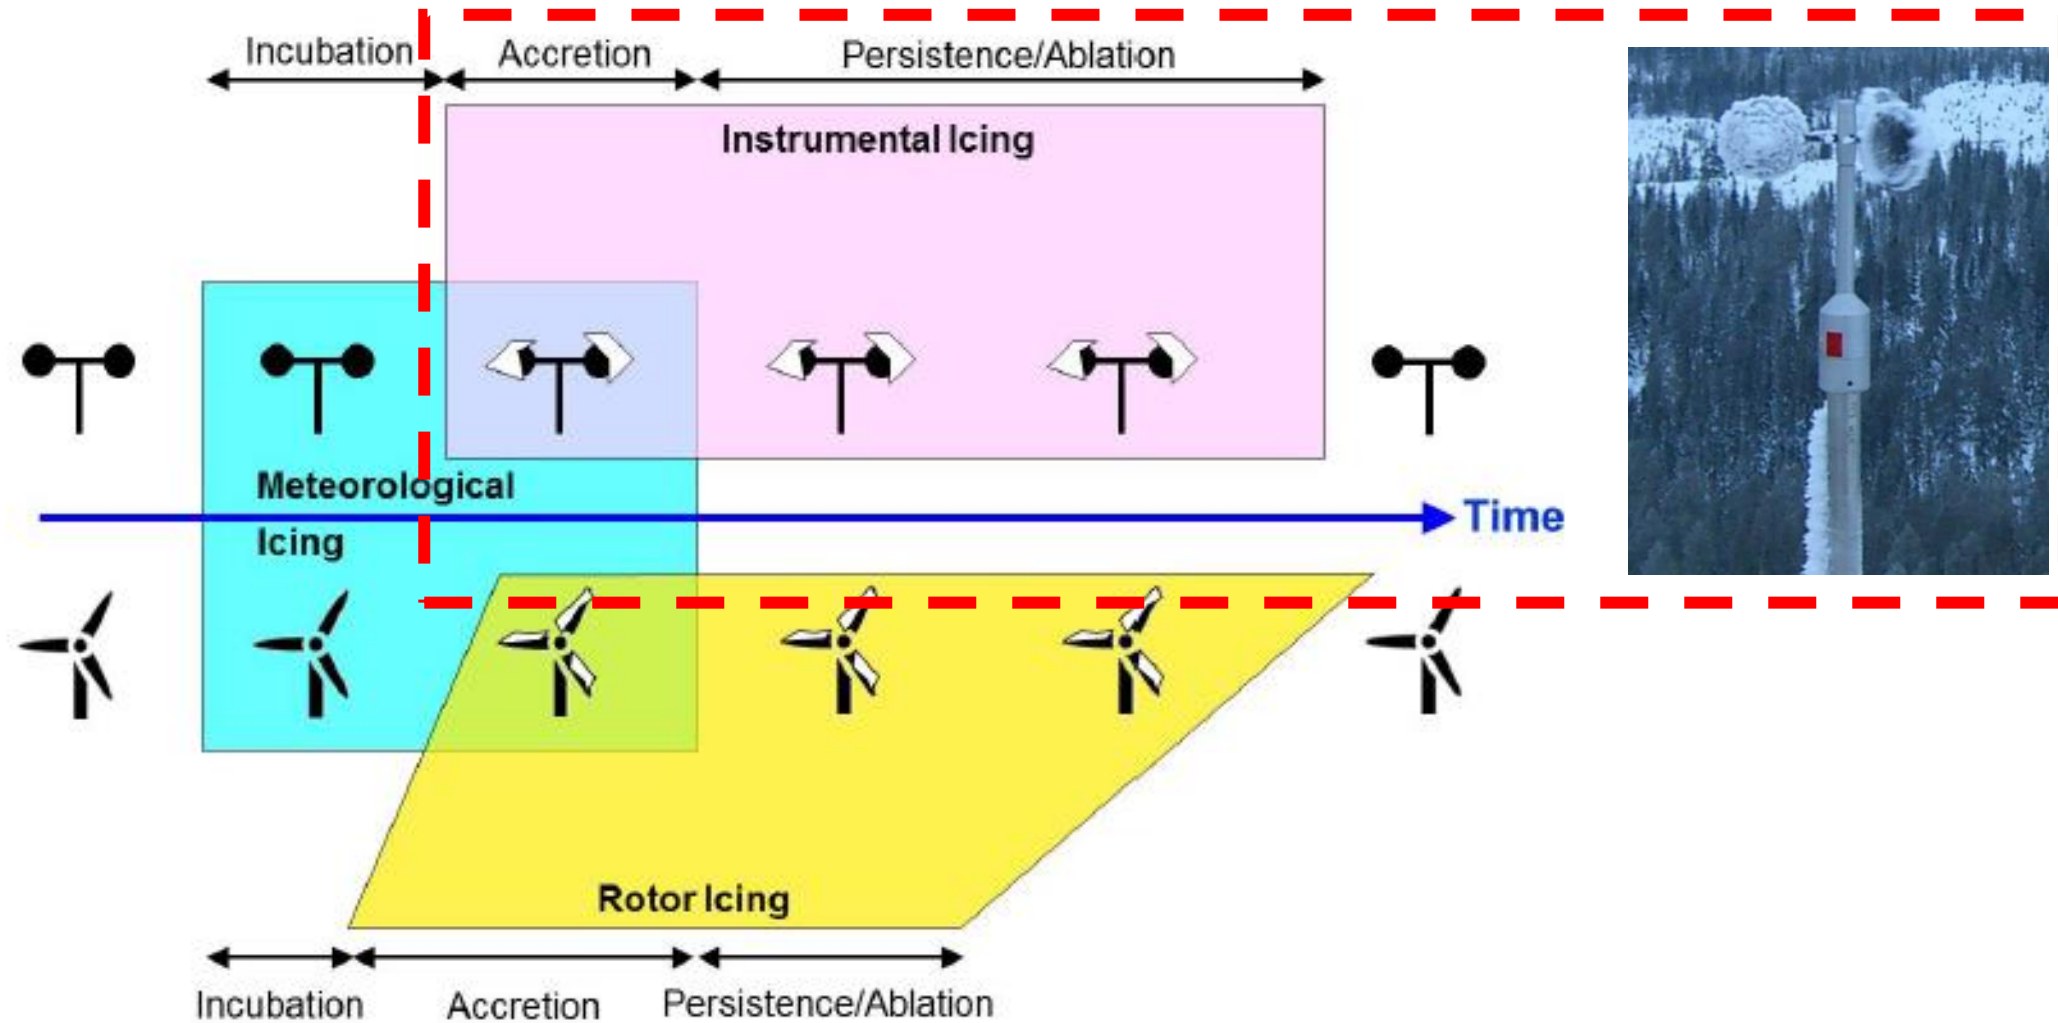 Incubation
Accretion
Persistence/Ablation
Instrumental Icing
Meteorological
Icing
Time
Rotor Icing
Incubation
Accretion
Persistence/Ablation